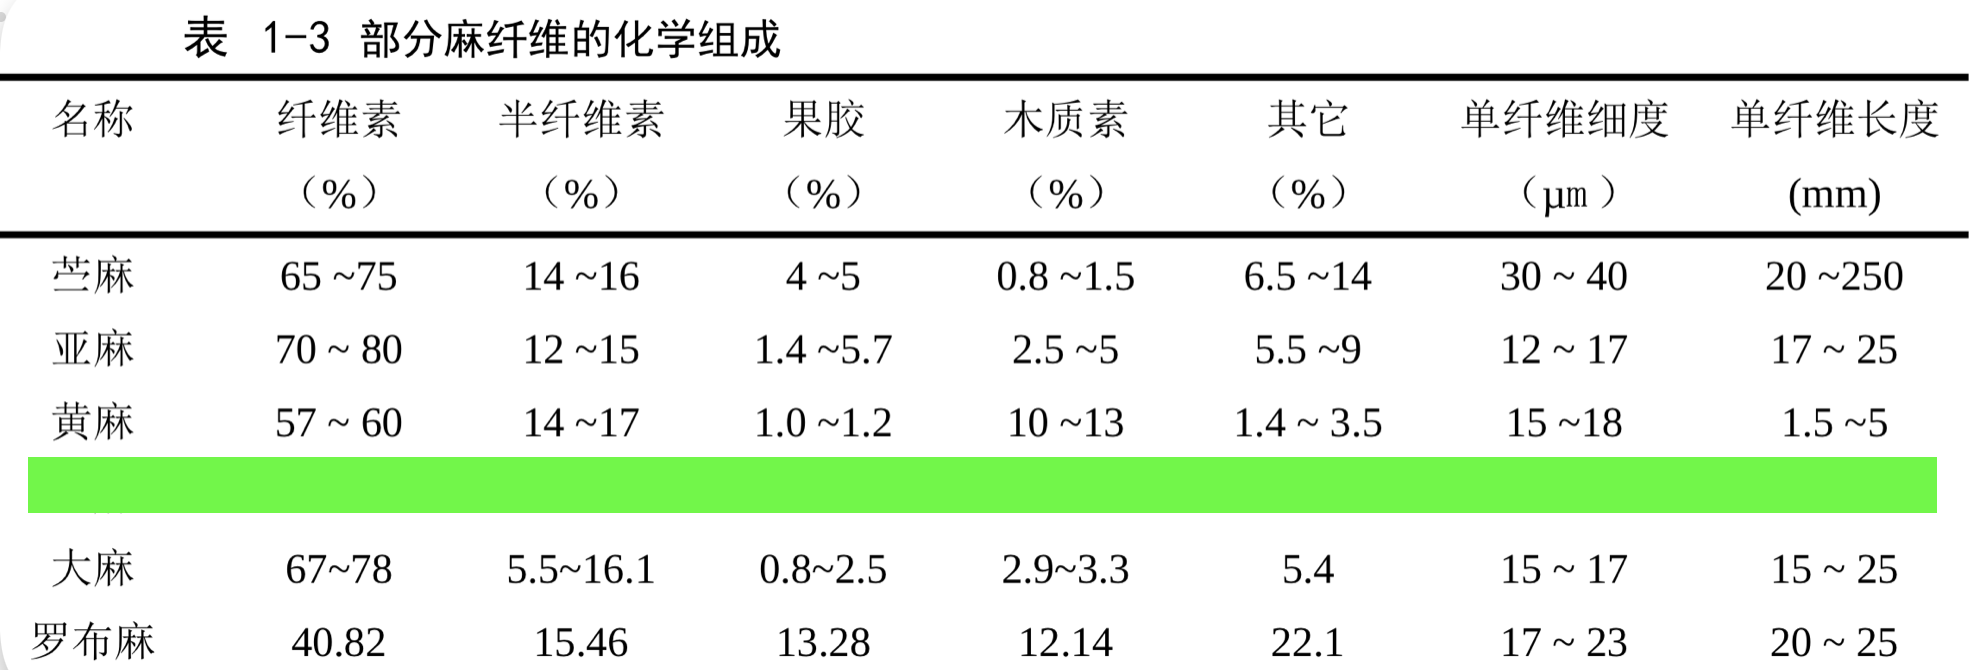 表 1-3 部分麻纤维的化学组成
名称 纤维素 半纤维素 果胶 木质素 其它 单纤维细度 单纤维长度
（%） （%） （%） （%） （%） （μm） (mm)
苎麻 65 ~75 14 ~16 4 ~5 0.8 ~1.5 6.5 ~14 30 ~ 40 20 ~250
亚麻 70 ~ 80 12 ~15 1.4 ~5.7 2.5 ~5 5.5 ~9 12 ~ 17 17 ~ 25
黄麻 57 ~ 60 14 ~17 1.0 ~1.2 10 ~13 1.4 ~ 3.5 15 ~18 1.5 ~5
大麻 67~78 5.5~16.1 0.8~2.5 2.9~3.3 5.4 15 ~ 17 15 ~ 25
罗布麻 40.82 15.46 13.28 12.14 22.1 17 ~ 23 20 ~ 25